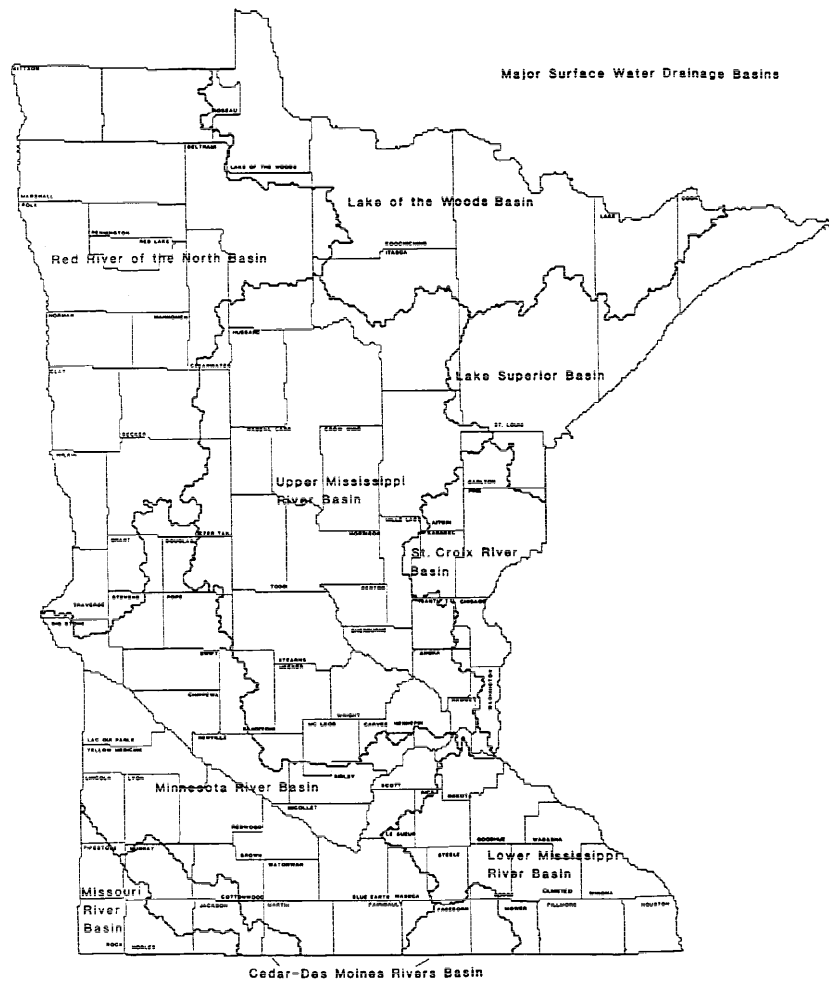 Major Surface Water Drainage Basins
KITTSON
ROSEAU
BELTRAMI
LAKE OF THE WOODS
MARSHALL
POLK
Lake of the Woods Basin
LAKE
COOK
PENNINGTON
RED LAKE
KOOCHICHING
ITASCA
Red River of the North Basin
NORMAN
MAHNOMEN
HUBBARD
CLAY
CLEARWATER
Lake Superior Basin
BECKER
CROW WING
ST. LOUIS
WILKIN
CARLTON
PINE
Upper Mississippi
River Basin
MILLE LACS
AITKIN
KANABEC
GRANT
DOUGLAS
OTTER TAIL
MORRISON
St. Croix River
Basin
TRAVERSE
STEVENS
POPE
TODD
BENTON
CHISAGO
BIG STONE
SHERBURNE
SWIFT
STEARNS
MEEKER
ANOKA
CHIPPEWA
RAMSEY
WASHINGTON
WRIGHT
KANDIYOHI
MC LEOD
CARVER
HENNEPIN
RENVILLE
LAC QUI PARLE
YELLOW MEDICINE
LINCOLN
LYON
SIBLEY
Minnesota River Basin
SCOTT
RICE
DAKOTA
NICOLLET
REDWOOD
LE SUEUR
GOODHUE
WABASHA
PIPESTONE
MURRAY
BROWN
WATONWAN
STEELE
Lower Mississippi
River Basin
Missouri
River
Basin
COTTONWOOD
BLUE EARTH
WASECA
DODGE
OLMSTED
WINONA
JACKSON
MARTIN
FARIBAULT
FREEBORN
MOWER
FILLMORE
HOUSTON
ROCK
NOBLES
Cedar-Des Moines Rivers Basin